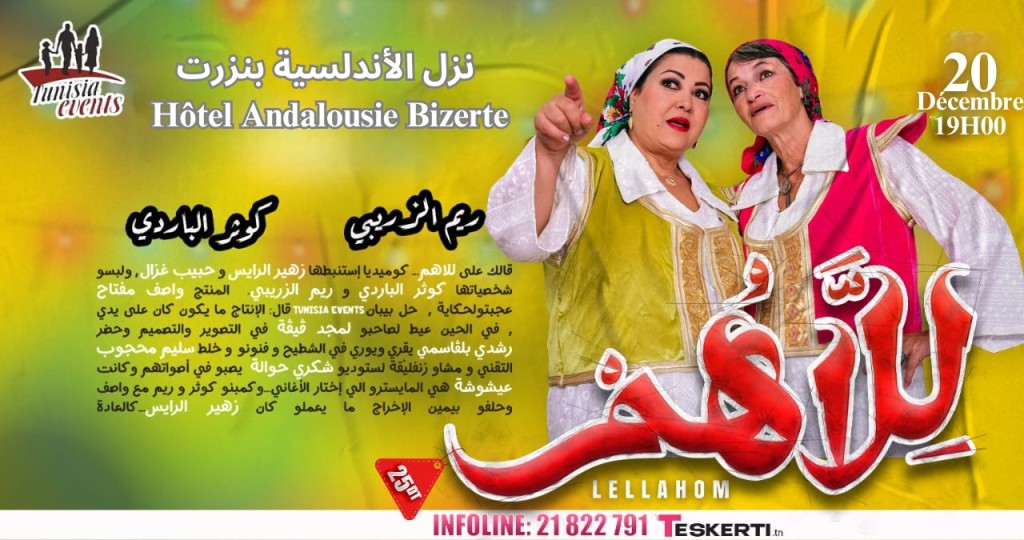 Tunisia
events
نزل الأندلسية بنزرت
Hôtel Andalousie Bizerte
20
Décembre
19H00
ريم الزريبي
كوثر الباردي
قالك على للاهم... كوميديا إستنبطها زهير الرايس و حبيب غزال , ولبسو
شخصياتها كوثر الباردي و ريم الزريبي. المنتج واصف مفتاح
عجبتولحكاية , حل بيبان TUNISIA EVENTS قال: الإنتاج ما يكون كان على يدي
, في الحين عيط لصاحبو لمجد ڤيڤة في التصوير والتصميم وحضر
رشدي بلقاسمي يقري ويوري في الشطيح و فنونو و خلط سليم محجوب
التقني و مشاو زنفليقة لستوديو شكري حوالة يصبو في أصواتهم وكانت
عيشوشة هي المايسترو الي إختار الأغاني...وكمبنو كوثر و ريم مع واصف
وحلفو بيمين الإخراج ما يعملو كان زهير الرايس...كالعادة
للاهُمْ
LELLAHOM
25DT
INFOLINE: 21 822 791 TESKERTI.tn